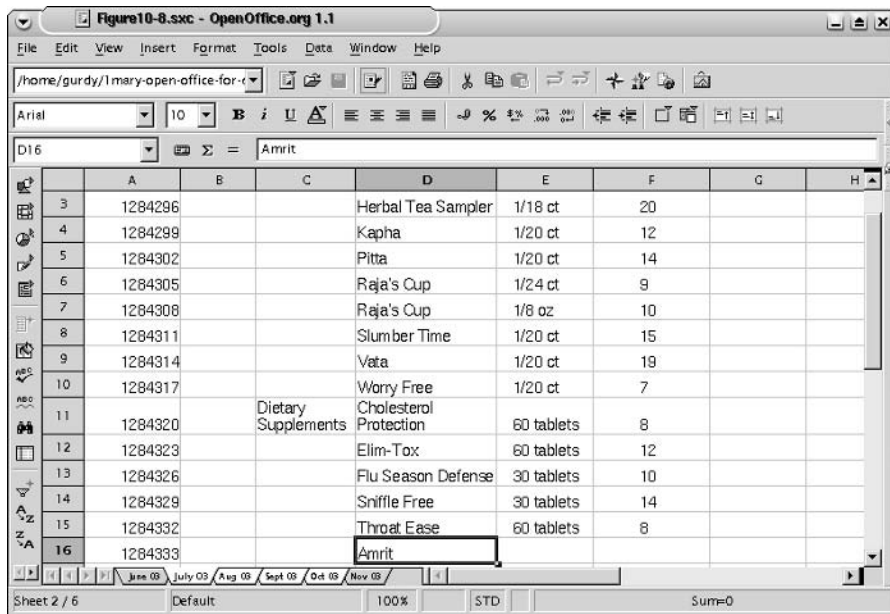 Figure10-8.sxc - OpenOffice.org 1.1
File Edit View Insert Format Tools Data Window Help
/home/gurdy/1mary-open-office-for-
Arial 10 B i U A
D16 Σ = Amrit
A B C D E F G H
3 1284296 Herbal Tea Sampler 1/18 ct 20
4 1284299 Kapha 1/20 ct 12
5 1284302 Pitta 1/20 ct 14
6 1284305 Raja's Cup 1/24 ct 9
7 1284308 Raja's Cup 1/8 oz 10
8 1284311 Slumber Time 1/20 ct 15
9 1284314 Vata 1/20 ct 19
10 1284317 Worry Free 1/20 ct 7
Dietary Cholesterol
11 1284320 Supplements Protection 60 tablets 8
12 1284323 Elim-Tox 60 tablets 12
13 1284326 Flu Season Defense 30 tablets 10
14 1284329 Sniffle Free 30 tablets 14
15 1284332 Throat Ease 60 tablets 8
16 1284333 Amrit
June 03 July 03 Aug 03 Sept 03 Oct 03 Nov 03
Sheet 2 / 6 Default 100% STD Sum=0